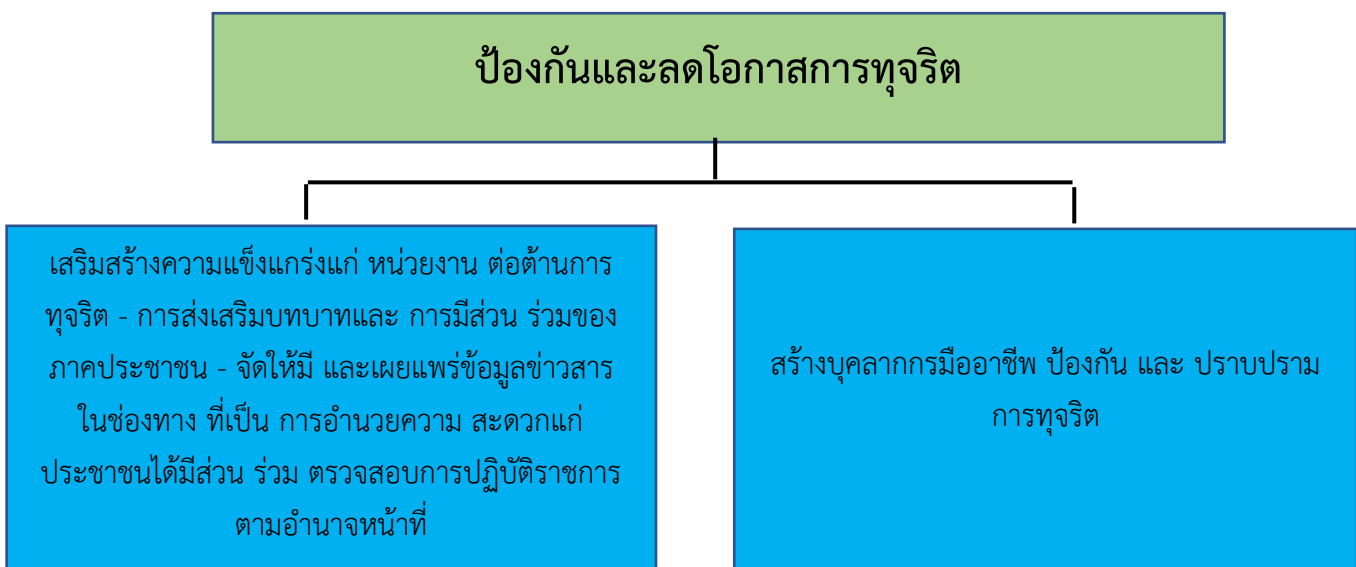 ป้องกันและลดโอกาสการทุจริต
เสริมสร้างความแข็งแกร่งแก่ หน่วยงาน ต่อต้านการ
ทุจริต - การส่งเสริมบทบาทและ การมีส่วน ร่วมของ
ภาคประชาชน - จัดให้มี และเผยแพร่ข้อมูลข่าวสาร
ในช่องทาง ที่เป็น การอำนวยความ สะดวกแก่
ประชาชนได้มีส่วน ร่วม ตรวจสอบการปฏิบัติราชการ
ตามอำนาจหน้าที่
สร้างบุคลากกรมืออาชีพ ป้องกัน และ ปราบปราม
การทุจริต